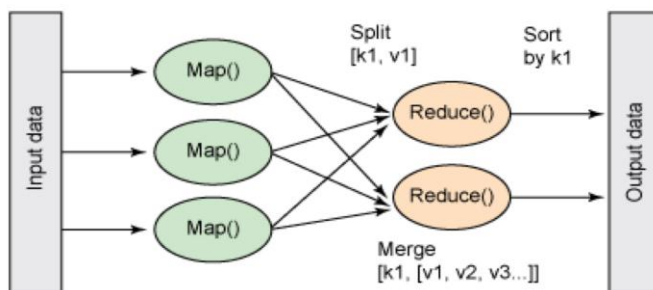 Input data
Map()
Map()
Map()
Split
[k1, v1]
Reduce()
Reduce()
Merge
[k1, [v1, v2, v3...]]
Sort
by k1
Output data